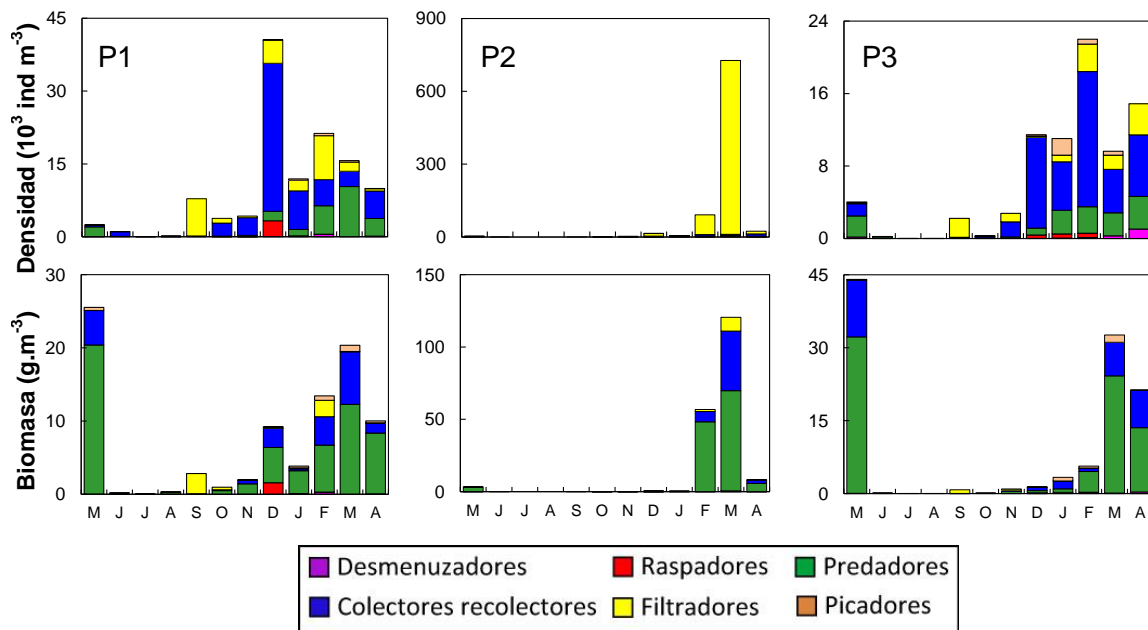 Densidad (10³ ind m⁻³)
45
30
15
0
P1
900
600
300
0
P2
24
16
8
0
P3
Biomasa (g.m⁻³)
30
20
10
0
M J J A S O N D J F M A
150
100
50
0
M J J A S O N D J F M A
45
30
15
0
M J J A S O N D J F M A
Desmenuzadores Raspadores Predadores
Colectores recolectores Filtradores Picadores